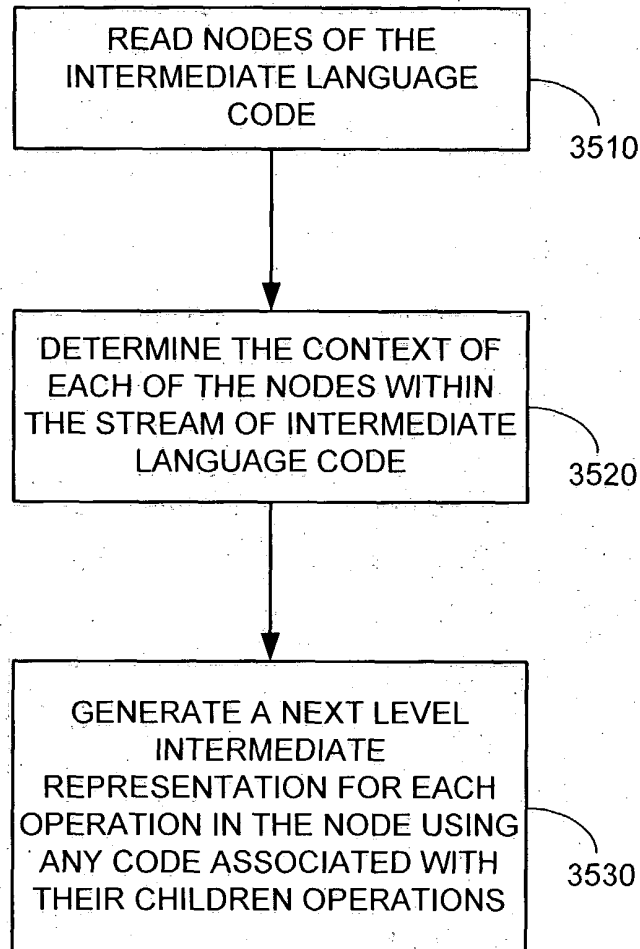 READ NODES OF THE
INTERMEDIATE LANGUAGE
CODE
3510
DETERMINE THE CONTEXT OF
EACH OF THE NODES WITHIN
THE STREAM OF INTERMEDIATE
LANGUAGE CODE
3520
GENERATE A NEXT LEVEL
INTERMEDIATE
REPRESENTATION FOR EACH
OPERATION IN THE NODE USING
ANY CODE ASSOCIATED WITH
THEIR CHILDREN OPERATIONS
3530